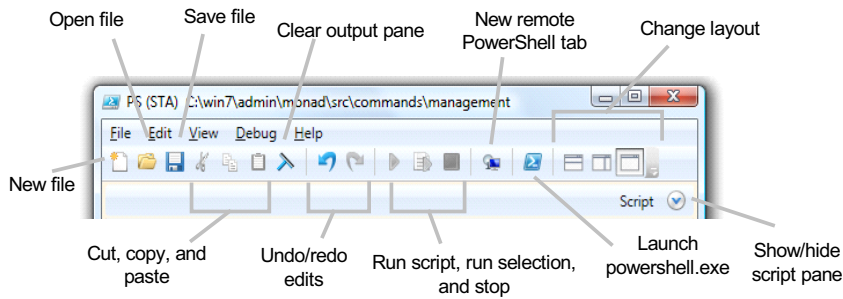 Open file
Save file
Clear output pane
New remote
PowerShell tab
Change layout
PS (STA) C:\win7\admin\monad\src\commands\management
File Edit View Debug Help
New file
Script
Cut, copy, and
paste
Undo/redo
edits
Run script, run selection,
and stop
Launch
powershell.exe
Show/hide
script pane